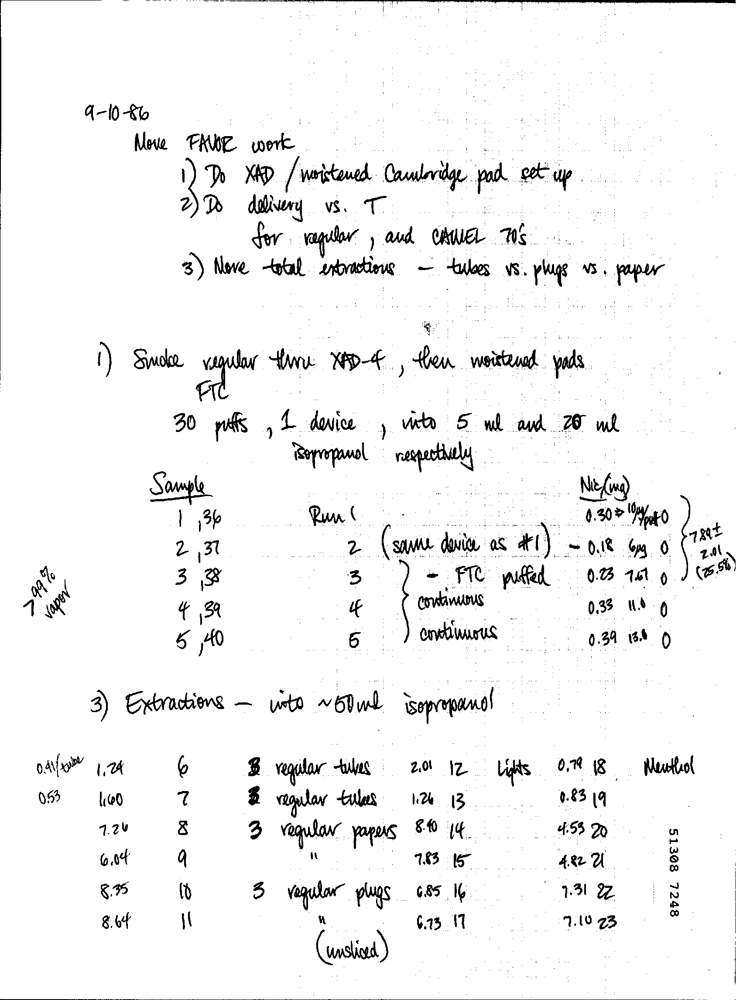 9-10-86
More FAVOR work
1) Do XAD / moistened Cambridge pad set up
2) Do delivery vs. T
for regular, and CAMEL 70's
3) More total extractions - tubes vs. plugs vs. paper
1) Smoke regular thru XAD-4, then moistened pads
FTC
30 puffs, 1 device, into 5 ml and 20 ml
isopropanol respectively
Sample Nic (mg)
1,36 Run 1 0.30 ⇒ 10μg/puff 0
2,37 2 (same device as #1) - 0.18 6μg 0 7.89 ± 2.01 (25.5%)
3,38 3 - FTC puffed 0.23 7.67 0
4,39 4 continuous 0.33 11.0 0
5,40 5 continuous 0.39 13.0 0
> 99% vapor
3) Extractions - into ~50 ml isopropanol
0.41/tube 1.24 6 3 regular tubes 2.01 12 Lights 0.79 18 Menthol
0.53 1.60 7 3 regular tubes 1.26 13 0.83 19
7.26 8 3 regular papers 8.40 14 4.53 20
6.04 9 " 7.83 15 4.82 21
8.35 10 3 regular plugs 6.85 16 7.31 22
8.64 11 " 6.73 17 7.10 23
(unsliced)
51308 7248